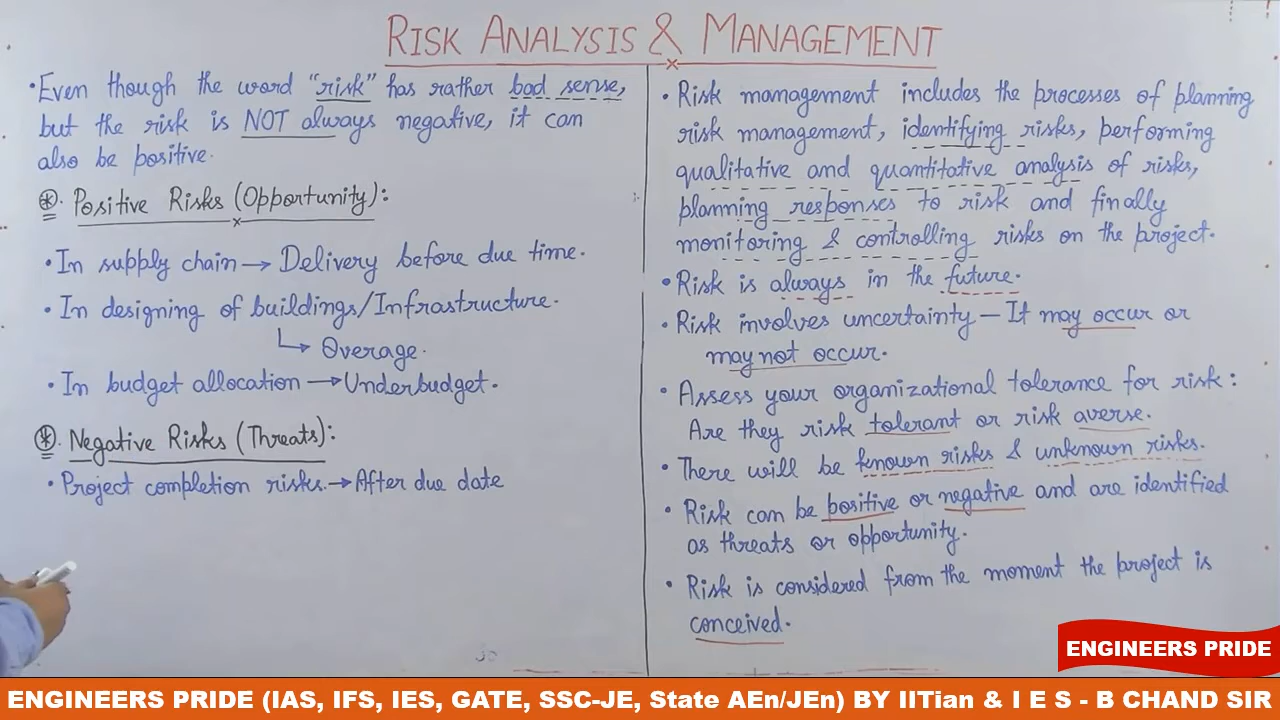 RISK ANALYSIS & MANAGEMENT
• Even though the word "risk" has rather bad sense,
but the risk is NOT always negative, it can
also be positive.
⊛. Positive Risks (Opportunity):
• In supply chain → Delivery before due time.
• In designing of buildings/Infrastructure.
↳ Overage.
• In budget allocation → Underbudget.
⊛. Negative Risks (Threats):
• Project completion risks. → After due date
• Risk management includes the processes of planning
risk management, identifying risks, performing
qualitative and quantitative analysis of risks,
planning responses to risk and finally
monitoring & controlling risks on the project.
• Risk is always in the future.
• Risk involves uncertainty – It may occur or
may not occur.
• Assess your organizational tolerance for risk:
Are they risk tolerant or risk averse.
• There will be known risks & unknown risks.
• Risk can be positive or negative and are identified
as threats or opportunity.
• Risk is considered from the moment the project is
conceived.
ENGINEERS PRIDE
ENGINEERS PRIDE (IAS, IFS, IES, GATE, SSC-JE, State AEn/JEn) BY IITian & I E S - B CHAND SIR